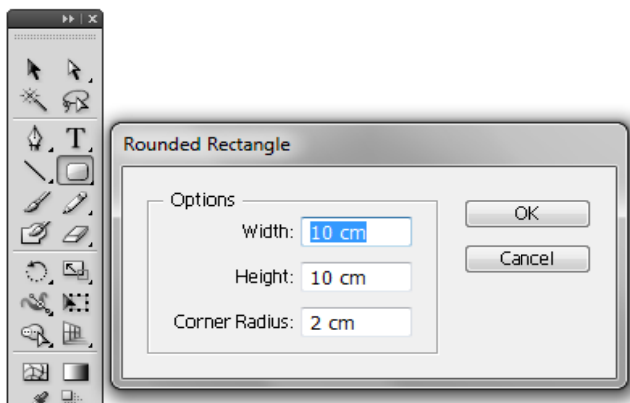 Rounded Rectangle
Options
Width: 10 cm
Height: 10 cm
Corner Radius: 2 cm
OK
Cancel